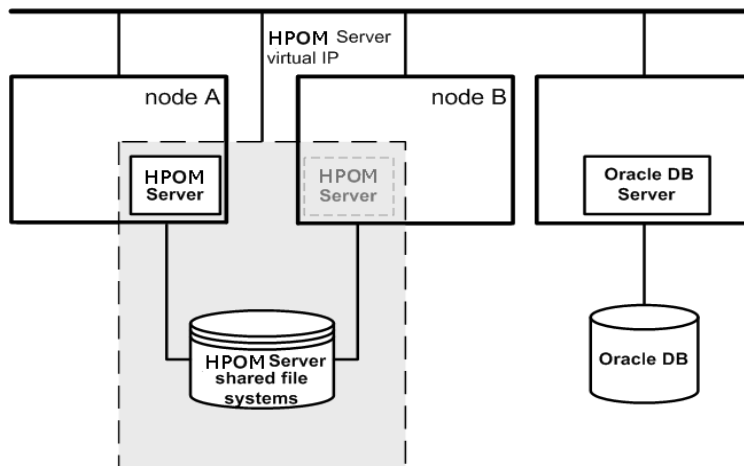 HPOM Server
virtual IP
node A
node B
HPOM
Server
HPOM
Server
Oracle DB
Server
HPOM Server
shared file
systems
Oracle DB